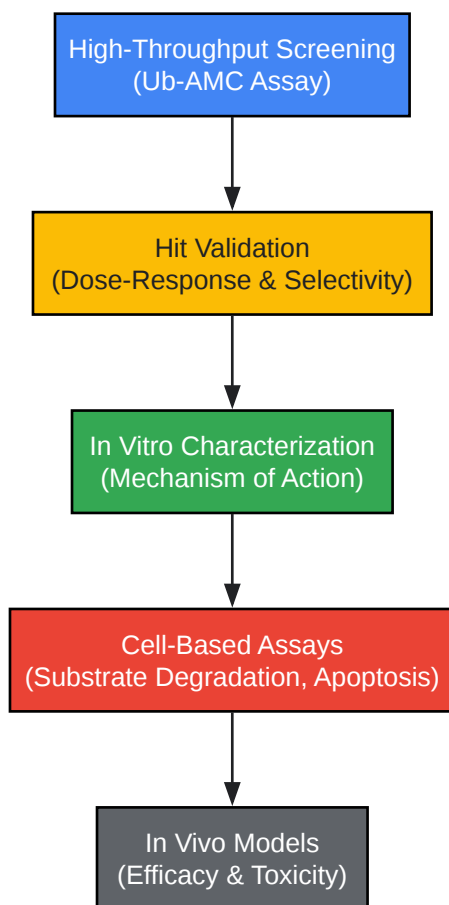 High-Throughput Screening
(Ub-AMC Assay)
Hit Validation
(Dose-Response & Selectivity)
In Vitro Characterization
(Mechanism of Action)
Cell-Based Assays
(Substrate Degradation, Apoptosis)
In Vivo Models
(Efficacy & Toxicity)